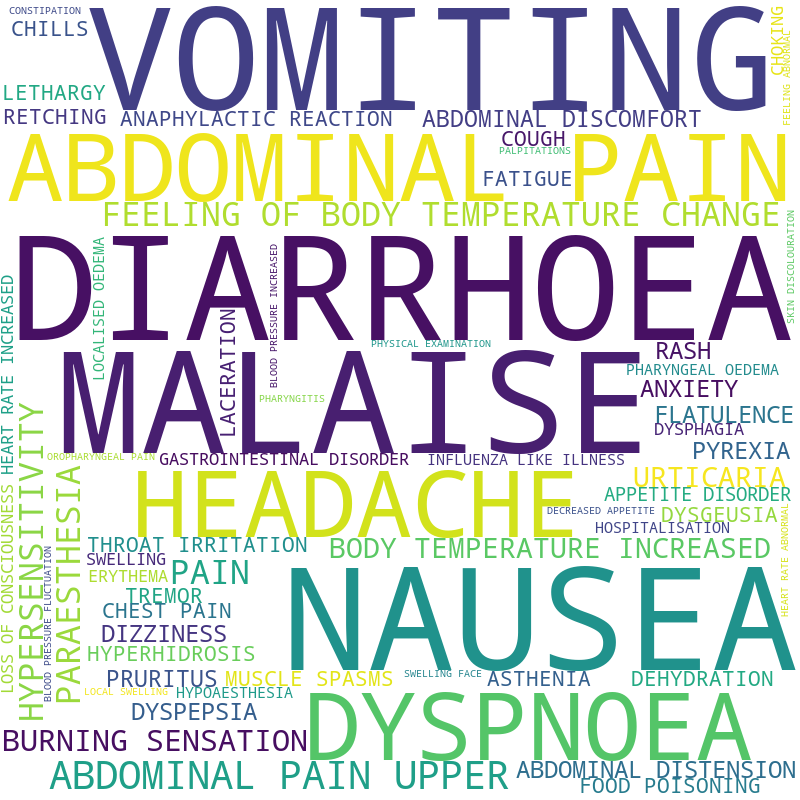 CONSTIPATION
CHILLS
VOMITING
CHOKING
FEELING ABNORMAL
LETHARGY
RETCHING
ANAPHYLACTIC REACTION
ABDOMINAL DISCOMFORT
ABDOMINAL PAIN
COUGH
PALPITATIONS
FATIGUE
FEELING OF BODY TEMPERATURE CHANGE
SKIN DISCOLOURATION
DIARRHOEA
LOCALISED OEDEMA
BLOOD PRESSURE INCREASED
HEART RATE INCREASED
LACERATION
PHYSICAL EXAMINATION
MALAISE
RASH
PHARYNGEAL OEDEMA
ANXIETY
PHARYNGITIS
FLATULENCE
DYSPHAGIA
PYREXIA
OROPHARYNGEAL PAIN
GASTROINTESTINAL DISORDER
INFLUENZA LIKE ILLNESS
URTICARIA
HEADACHE
APPETITE DISORDER
DECREASED APPETITE
DYSGEUSIA
HOSPITALISATION
HEART RATE ABNORMAL
HYPERSENSITIVITY
PARAESTHESIA
LOSS OF CONSCIOUSNESS
BLOOD PRESSURE FLUCTUATION
THROAT IRRITATION
BODY TEMPERATURE INCREASED
SWELLING
ERYTHEMA
PAIN
NAUSEA
TREMOR
CHEST PAIN
DIZZINESS
HYPERHIDROSIS
PRURITUS
MUSCLE SPASMS
SWELLING FACE
ASTHENIA
DEHYDRATION
LOCAL SWELLING
HYPOAESTHESIA
DYSPEPSIA
DYSPNOEA
BURNING SENSATION
ABDOMINAL PAIN UPPER
ABDOMINAL DISTENSION
FOOD POISONING